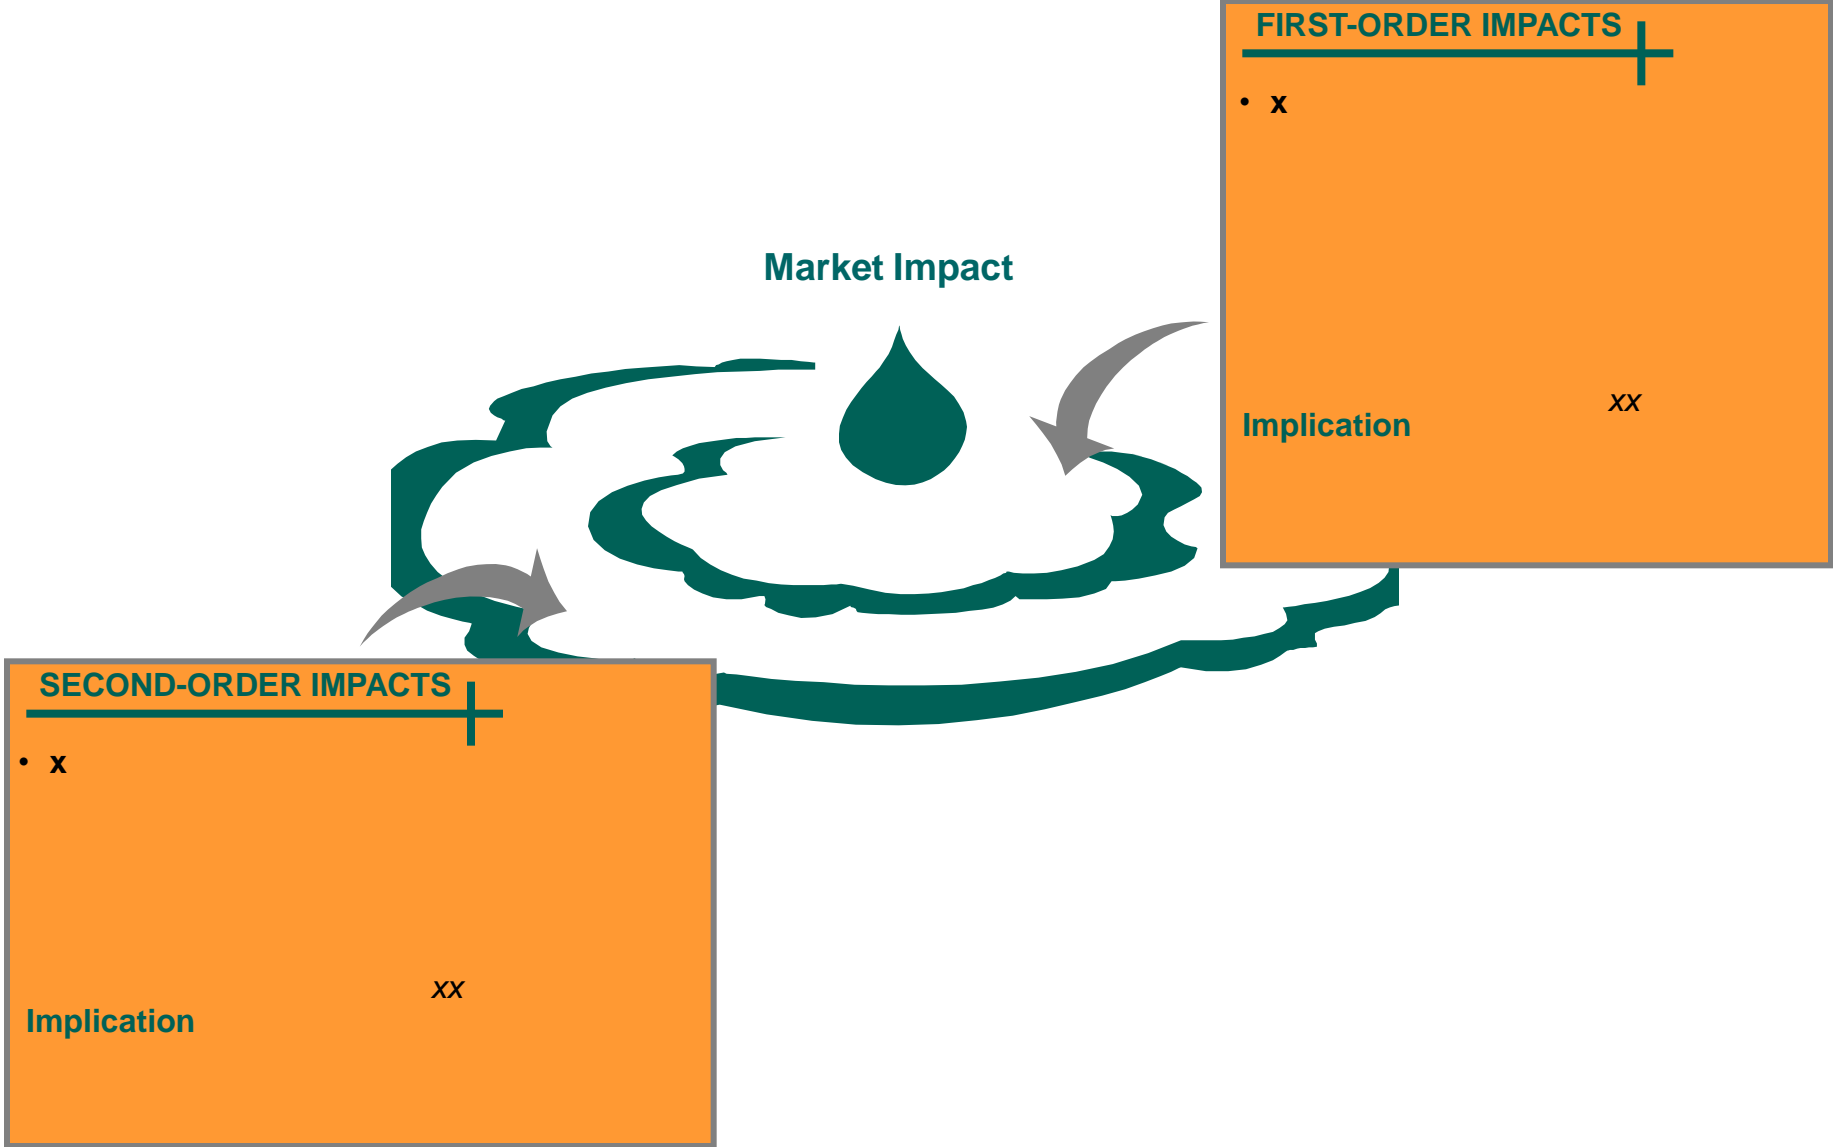 FIRST-ORDER IMPACTS
• x
xx
Implication
Market Impact
SECOND-ORDER IMPACTS
• x
xx
Implication